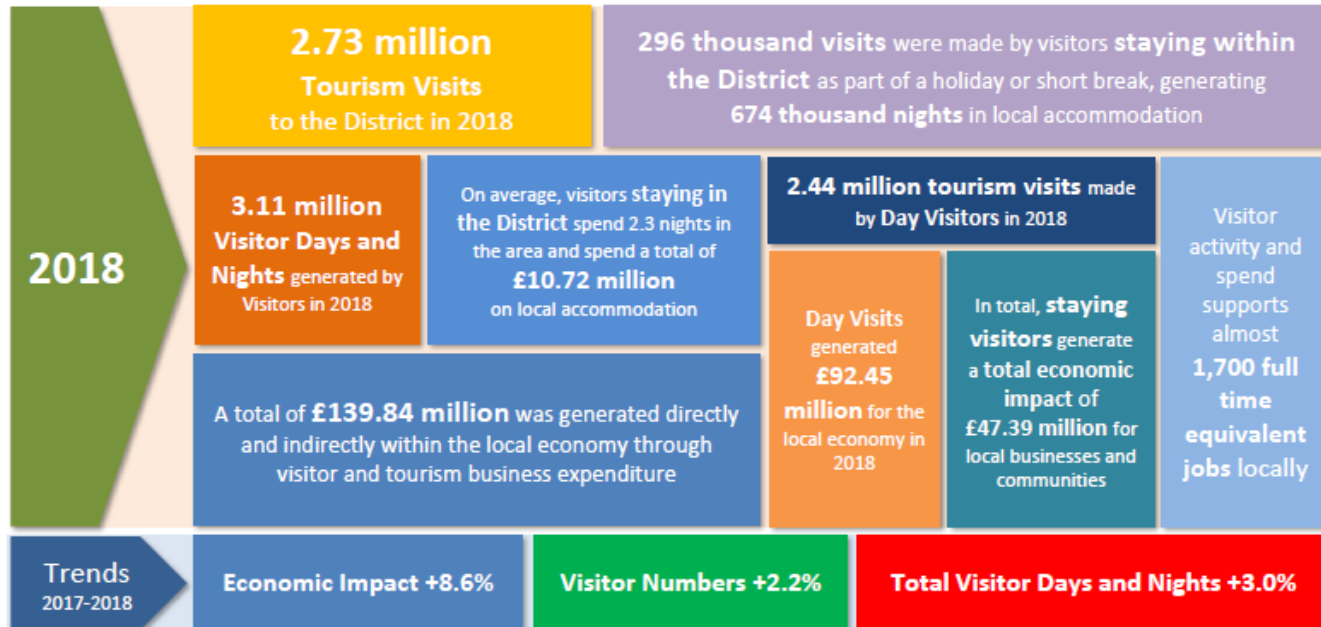 2018
2.73 million
Tourism Visits
to the District in 2018
296 thousand visits were made by visitors staying within
the District as part of a holiday or short break, generating
674 thousand nights in local accommodation
3.11 million
Visitor Days and
Nights generated by
Visitors in 2018
On average, visitors staying in
the District spend 2.3 nights in
the area and spend a total of
£10.72 million
on local accommodation
2.44 million tourism visits made
by Day Visitors in 2018
Visitor
activity and
spend
supports
almost
1,700 full
time
equivalent
jobs locally
A total of £139.84 million was generated directly
and indirectly within the local economy through
visitor and tourism business expenditure
Day Visits
generated
£92.45
million for the
local economy in
2018
In total, staying
visitors generate
a total economic
impact of
£47.39 million for
local businesses and
communities
Trends
2017-2018
Economic Impact +8.6%
Visitor Numbers +2.2%
Total Visitor Days and Nights +3.0%